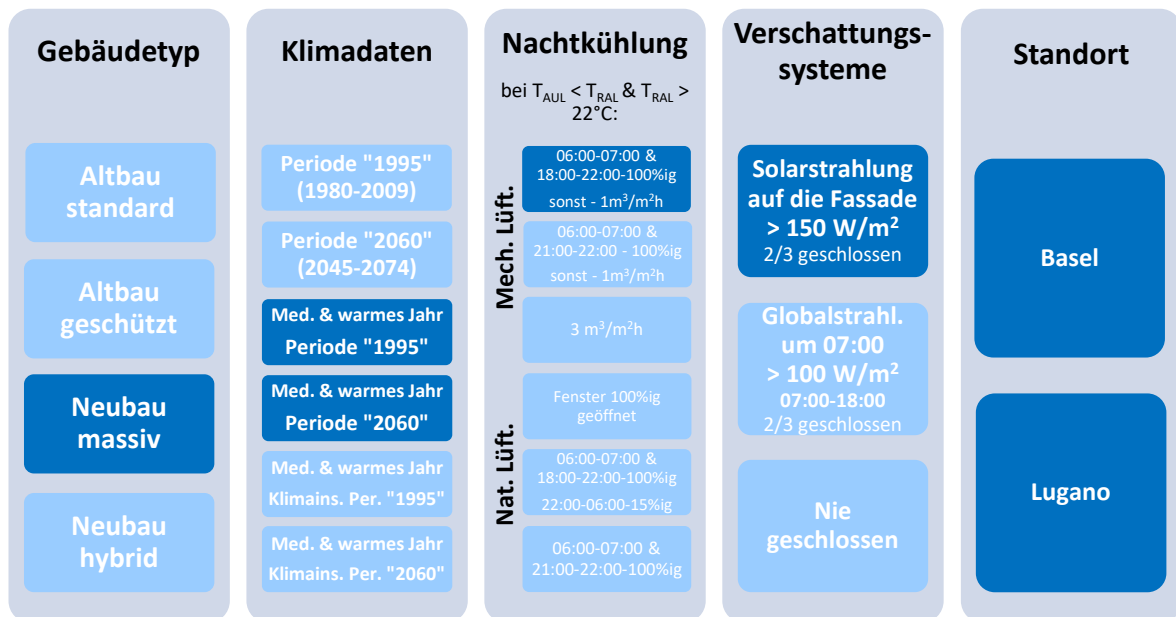 Gebäudetyp
Altbau
standard
Altbau
geschützt
Neubau
massiv
Neubau
hybrid
Klimadaten
Periode "1995"
(1980-2009)
Periode "2060"
(2045-2074)
Med. & warmes Jahr
Periode "1995"
Med. & warmes Jahr
Periode "2060"
Med. & warmes Jahr
Klimains. Per. "1995"
Med. & warmes Jahr
Klimains. Per. "2060"
Nachtkühlung
bei T_AUL < T_RAL & T_RAL >
22°C:
Mech. Lüft.
06:00-07:00 &
18:00-22:00-100%ig
sonst - 1m³/m²h
06:00-07:00 &
21:00-22:00 - 100%ig
sonst - 1m³/m²h
3 m³/m²h
Nat. Lüft.
Fenster 100%ig
geöffnet
06:00-07:00 &
18:00-22:00-100%ig
22:00-06:00-15%ig
06:00-07:00 &
21:00-22:00-100%ig
Verschattungs-
systeme
Solarstrahlung
auf die Fassade
> 150 W/m²
2/3 geschlossen
Globalstrahl.
um 07:00
> 100 W/m²
07:00-18:00
2/3 geschlossen
Nie
geschlossen
Standort
Basel
Lugano